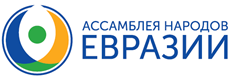 АССАМБЛЕЯ НАРОДОВ
ЕВРАЗИИ